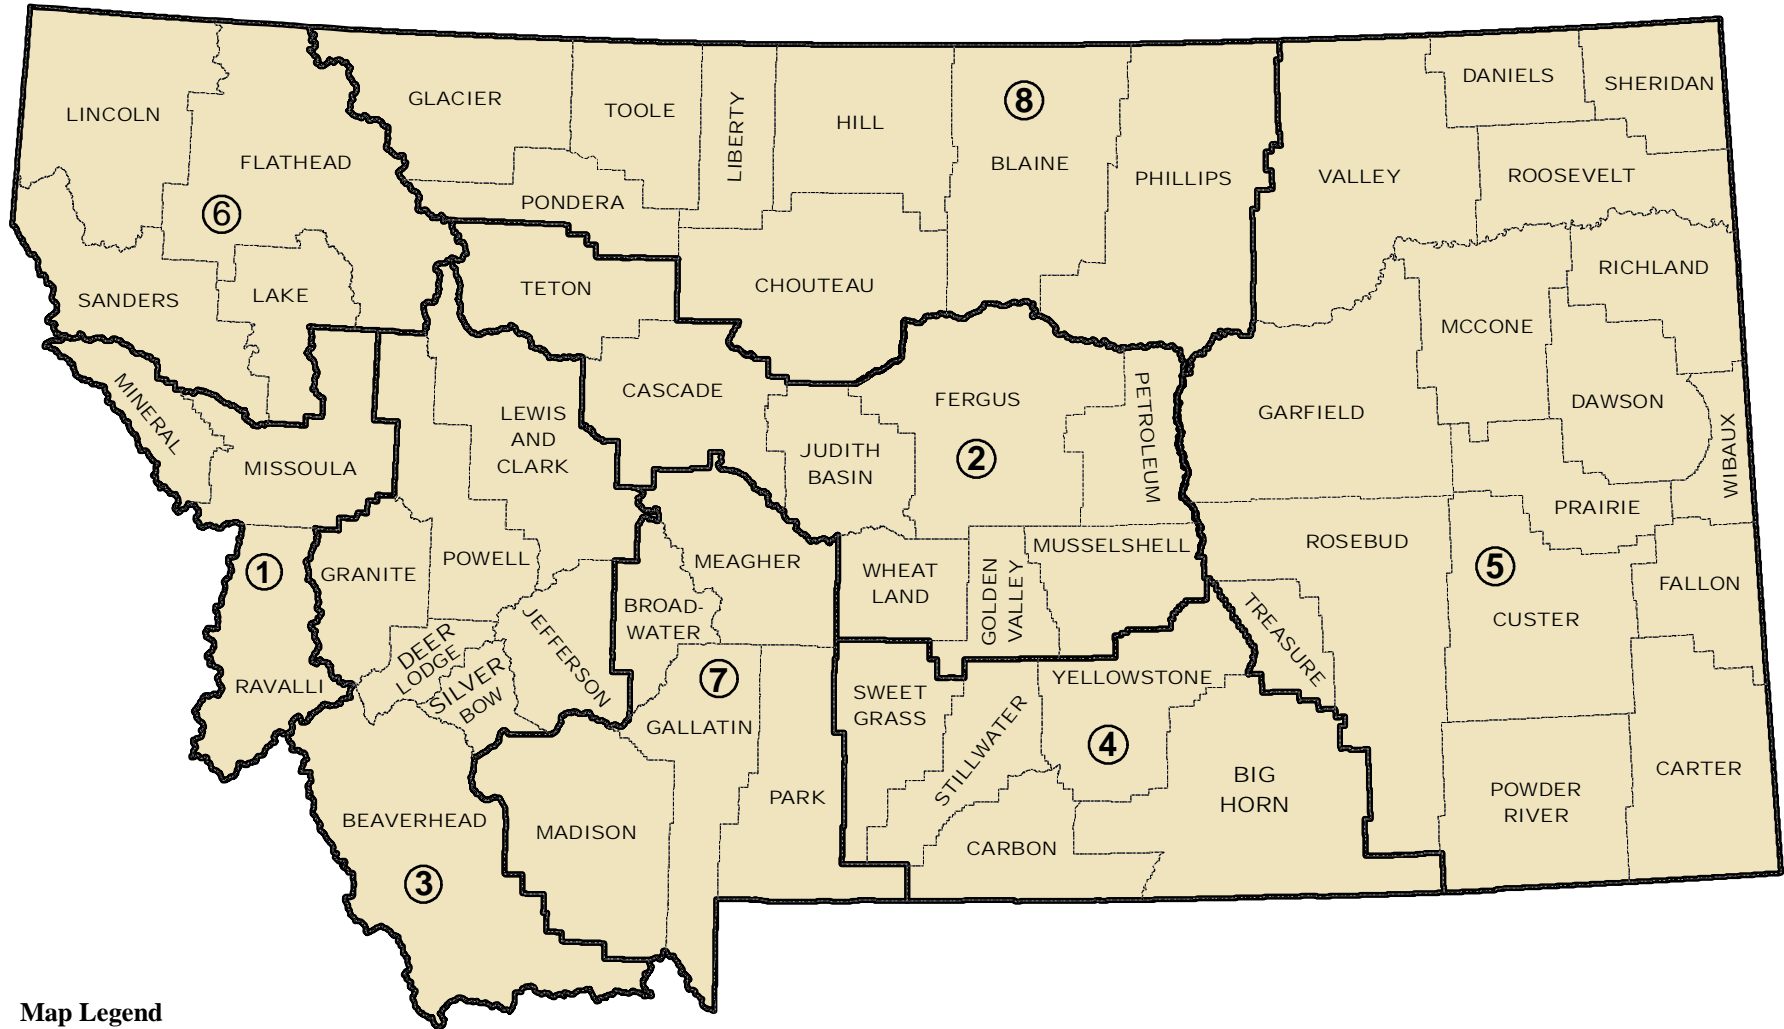 DANIELS
SHERIDAN
GLACIER
TOOLE
LIBERTY
HILL
⑧
BLAINE
PHILLIPS
VALLEY
ROOSEVELT
LINCOLN
FLATHEAD
⑥
PONDERA
SANDERS
LAKE
TETON
CHOUTEAU
RICHLAND
MCCONE
MINERAL
MISSOULA
LEWIS
AND
CLARK
CASCADE
JUDITH
BASIN
FERGUS
②
PETROLEUM
GARFIELD
DAWSON
WIBAUX
PRAIRIE
①
GRANITE
POWELL
MEAGHER
WHEAT
LAND
GOLDEN
VALLEY
MUSSELSHELL
ROSEBUD
⑤
CUSTER
FALLON
BROAD-
WATER
JEFFERSON
DEER
LODGE
SILVER
BOW
RAVALLI
⑦
GALLATIN
SWEET
GRASS
STILLWATER
YELLOWSTONE
④
TREASURE
BIG
HORN
POWDER
RIVER
CARTER
BEAVERHEAD
③
MADISON
PARK
CARBON
Map Legend